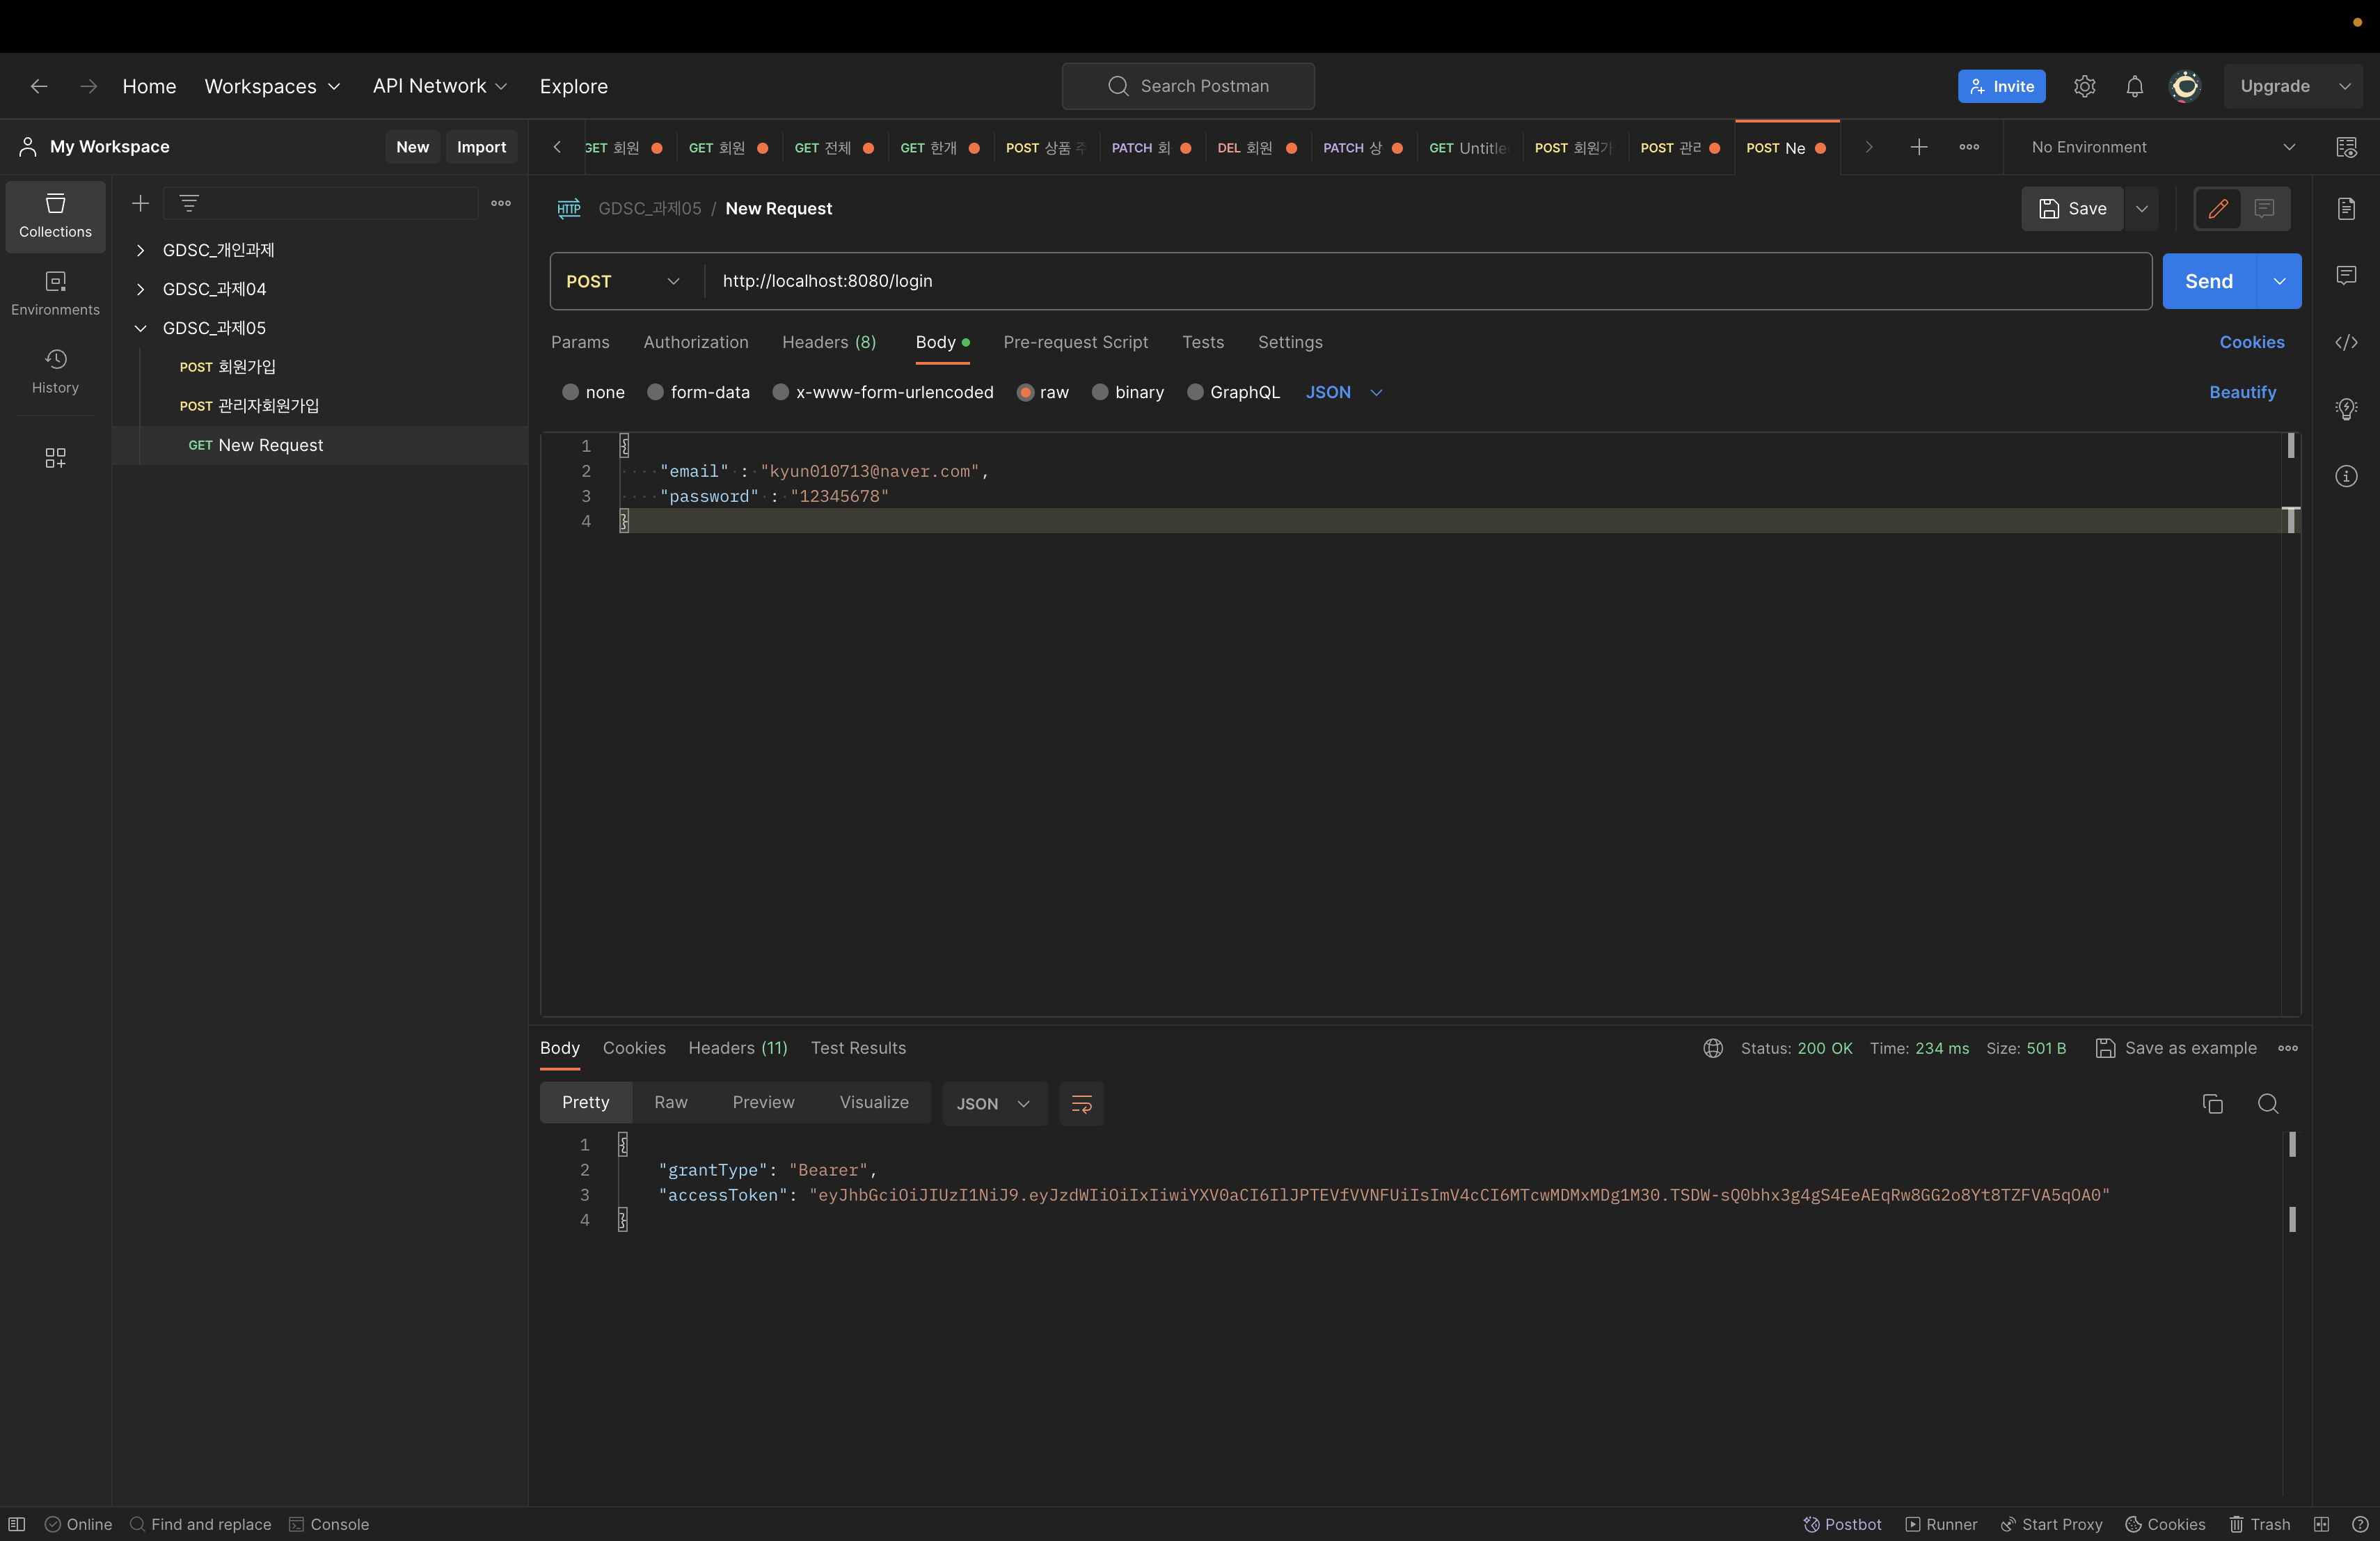 Home Workspaces API Network Explore Search Postman Invite Upgrade
My Workspace New Import
GET 회원 GET 회원 GET 전체 GET 한개 POST 상품 주 PATCH 회 DEL 회원 PATCH 상 GET Untitle POST 회원가 POST 관리 POST Ne No Environment
Collections
Environments
History
GDSC_개인과제
GDSC_과제04
GDSC_과제05
POST 회원가입
POST 관리자회원가입
GET New Request
HTTP GDSC_과제05 / New Request Save
POST http://localhost:8080/login Send
Params Authorization Headers (8) Body Pre-request Script Tests Settings Cookies
none form-data x-www-form-urlencoded raw binary GraphQL JSON Beautify
1 {
2 "email" : "kyun010713@naver.com",
3 "password" : "12345678"
4 }
Body Cookies Headers (11) Test Results Status: 200 OK Time: 234 ms Size: 501 B Save as example
Pretty Raw Preview Visualize JSON
1 {
2 "grantType": "Bearer",
3 "accessToken": "eyJhbGciOiJIUzI1NiJ9.eyJzdWIiOiIxIiwiYXV0aCI6IlJPTEVfVVNFUiIsImV4cCI6MTcwMDMxMDg1M30.TSDW-sQ0bhx3g4gS4EeAEqRw8GG2o8Yt8TZFVA5qOA0"
4 }
Online Find and replace Console Postbot Runner Start Proxy Cookies Trash